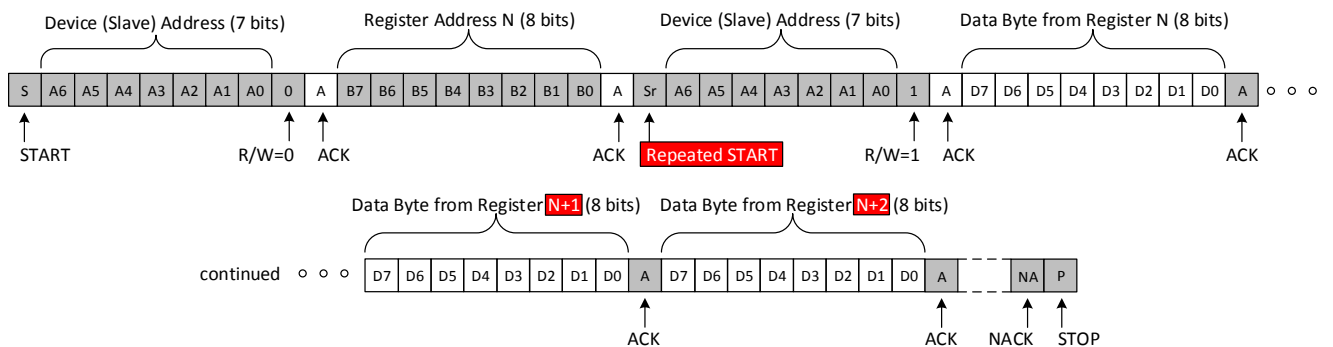 Device (Slave) Address (7 bits) Register Address N (8 bits) Device (Slave) Address (7 bits) Data Byte from Register N (8 bits)
S A6 A5 A4 A3 A2 A1 A0 0 A B7 B6 B5 B4 B3 B2 B1 B0 A Sr A6 A5 A4 A3 A2 A1 A0 1 A D7 D6 D5 D4 D3 D2 D1 D0 A
START R/W=0 ACK ACK Repeated START R/W=1 ACK ACK
Data Byte from Register N+1 (8 bits) Data Byte from Register N+2 (8 bits)
continued D7 D6 D5 D4 D3 D2 D1 D0 A D7 D6 D5 D4 D3 D2 D1 D0 A NA P
ACK ACK NACK STOP